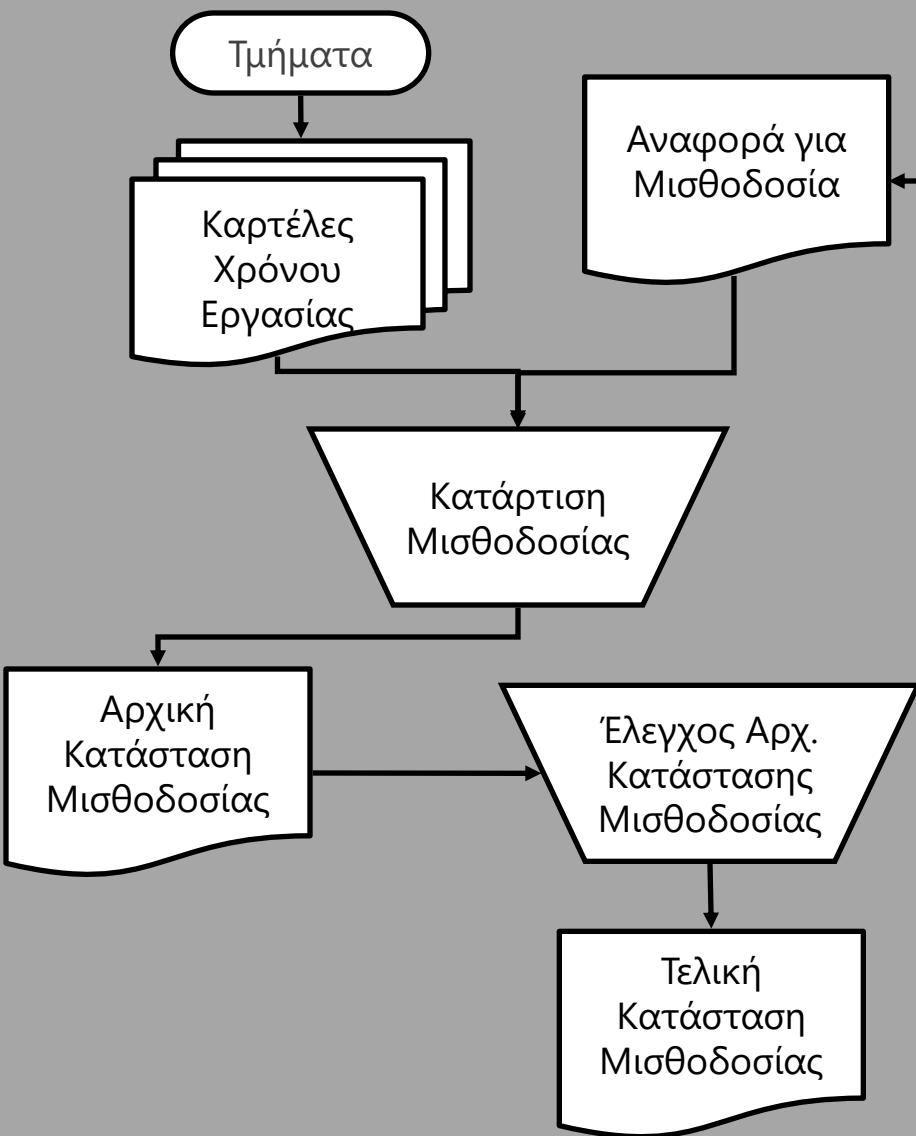 Τμήματα
Αναφορά για
Μισθοδοσία
Καρτέλες
Χρόνου
Εργασίας
Κατάρτιση
Μισθοδοσίας
Αρχική
Κατάσταση
Μισθοδοσίας
Έλεγχος Αρχ.
Κατάστασης
Μισθοδοσίας
Τελική
Κατάσταση
Μισθοδοσίας